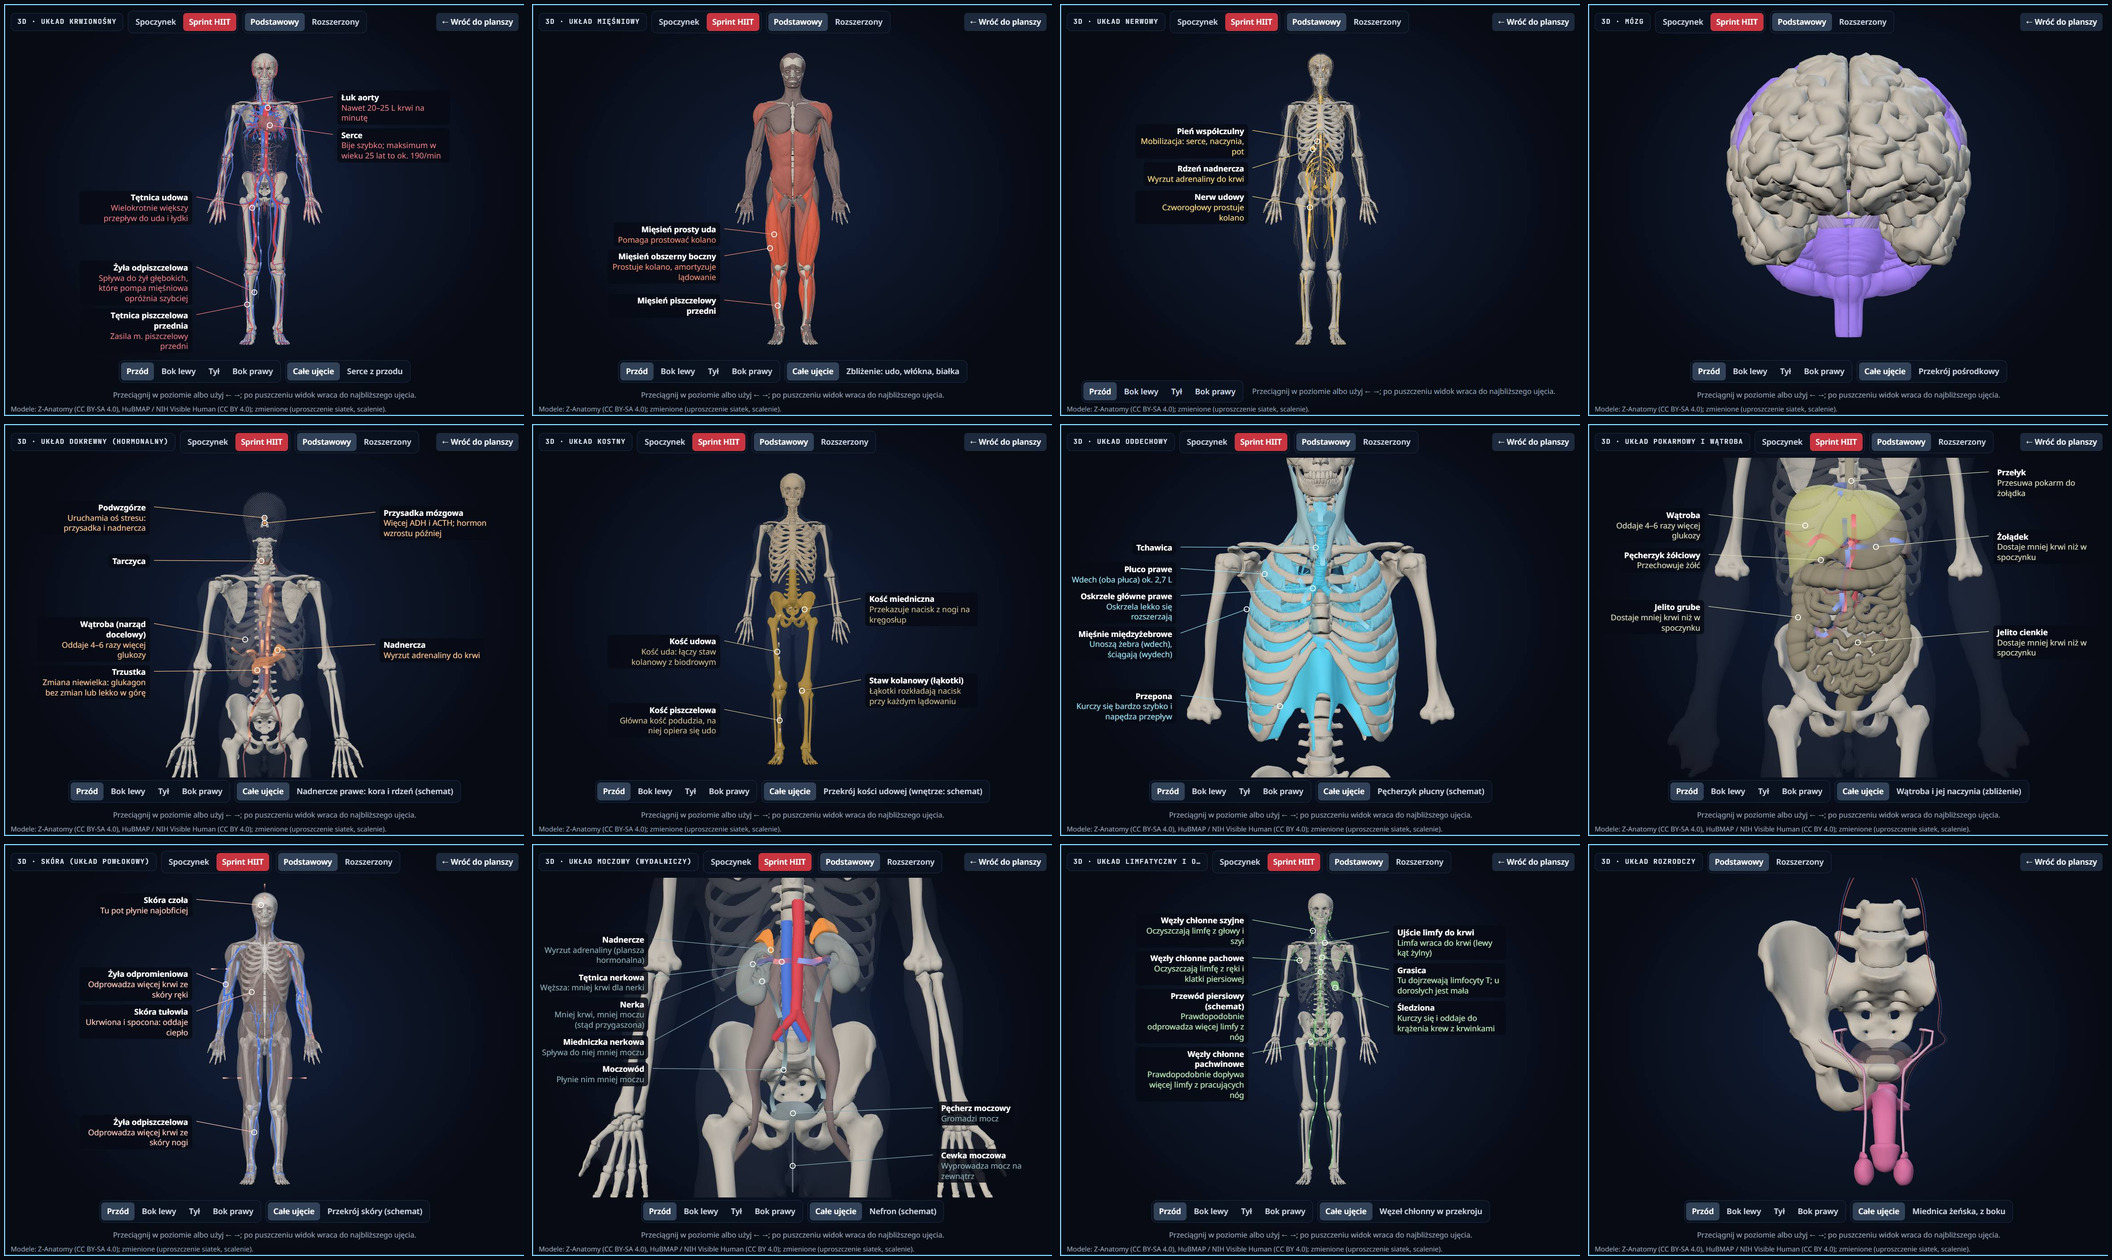 3D · UKŁAD KRWIONOŚNY
Spoczynek
Sprint HIIT
Podstawowy
Rozszerzony
← Wróć do planszy
Łuk aorty
Nawet 20–25 L krwi na
minutę
Serce
Bije szybko; maksimum w
wieku 25 lat to ok. 190/min
Tętnica udowa
Wielokrotnie większy
przepływ do uda i łydki
Żyła odpiszczelowa
Spływa do żył głębokich,
które pompa mięśniowa
opróżnia szybciej
Tętnica piszczelowa
przednia
Zasila m. piszczelowy
przedni
Przód
Bok lewy
Tył
Bok prawy
Całe ujęcie
Serce z przodu
Przeciągnij w poziomie albo użyj ← →; po puszczeniu widok wraca do najbliższego ujęcia.
Modele: Z-Anatomy (CC BY-SA 4.0), HuBMAP / NIH Visible Human (CC BY 4.0); zmienione (uproszczenie siatek, scalenie).
3D · UKŁAD MIĘŚNIOWY
Spoczynek
Sprint HIIT
Podstawowy
Rozszerzony
← Wróć do planszy
Mięsień prosty uda
Pomaga prostować kolano
Mięsień obszerny boczny
Prostuje kolano, amortyzuje
lądowanie
Mięsień piszczelowy
przedni
Przód
Bok lewy
Tył
Bok prawy
Całe ujęcie
Zbliżenie: udo, włókna, białka
Przeciągnij w poziomie albo użyj ← →; po puszczeniu widok wraca do najbliższego ujęcia.
Modele: Z-Anatomy (CC BY-SA 4.0); zmienione (uproszczenie siatek, scalenie).
3D · UKŁAD NERWOWY
Spoczynek
Sprint HIIT
Podstawowy
Rozszerzony
← Wróć do planszy
Pień współczulny
Mobilizacja: serce, naczynia,
pot
Rdzeń nadnercza
Wyrzut adrenaliny do krwi
Nerw udowy
Czworogłowy prostuje
kolano
Przód
Bok lewy
Tył
Bok prawy
Przeciągnij w poziomie albo użyj ← →; po puszczeniu widok wraca do najbliższego ujęcia.
Modele: Z-Anatomy (CC BY-SA 4.0); zmienione (uproszczenie siatek, scalenie).
3D · MÓZG
Spoczynek
Sprint HIIT
Podstawowy
Rozszerzony
← Wróć do planszy
Przód
Bok lewy
Tył
Bok prawy
Całe ujęcie
Przekrój pośrodkowy
Przeciągnij w poziomie albo użyj ← →; po puszczeniu widok wraca do najbliższego ujęcia.
Modele: Z-Anatomy (CC BY-SA 4.0); zmienione (uproszczenie siatek, scalenie).
3D · UKŁAD DOKREWNY (HORMONALNY)
Spoczynek
Sprint HIIT
Podstawowy
Rozszerzony
← Wróć do planszy
Podwzgórze
Uruchamia oś stresu:
przysadka i nadnercza
Przysadka mózgowa
Więcej ADH i ACTH; hormon
wzrostu później
Tarczyca
Wątroba (narząd
docelowy)
Oddaje 4–6 razy więcej
glukozy
Nadnercza
Wyrzut adrenaliny do krwi
Trzustka
Zmiana niewielka: glukagon
bez zmian lub lekko w górę
Przód
Bok lewy
Tył
Bok prawy
Całe ujęcie
Nadnercze prawe: kora i rdzeń (schemat)
Przeciągnij w poziomie albo użyj ← →; po puszczeniu widok wraca do najbliższego ujęcia.
Modele: Z-Anatomy (CC BY-SA 4.0), HuBMAP / NIH Visible Human (CC BY 4.0); zmienione (uproszczenie siatek, scalenie).
3D · UKŁAD KOSTNY
Spoczynek
Sprint HIIT
Podstawowy
Rozszerzony
← Wróć do planszy
Kość miedniczna
Przekazuje nacisk z nogi na
kręgosłup
Kość udowa
Kość uda: łączy staw
kolanowy z biodrowym
Staw kolanowy (łąkotki)
Łąkotki rozkładają nacisk
przy każdym lądowaniu
Kość piszczelowa
Główna kość podudzia, na
niej opiera się udo
Przód
Bok lewy
Tył
Bok prawy
Całe ujęcie
Przekrój kości udowej (wnętrze: schemat)
Przeciągnij w poziomie albo użyj ← →; po puszczeniu widok wraca do najbliższego ujęcia.
Modele: Z-Anatomy (CC BY-SA 4.0); zmienione (uproszczenie siatek, scalenie).
3D · UKŁAD ODDECHOWY
Spoczynek
Sprint HIIT
Podstawowy
Rozszerzony
← Wróć do planszy
Tchawica
Płuco prawe
Wdech (oba płuca) ok. 2,7 L
Oskrzele główne prawe
Oskrzela lekko się
rozszerzają
Mięśnie międzyżebrowe
Unoszą żebra (wdech),
ściągają (wydech)
Przepona
Kurczy się bardzo szybko i
napędza przepływ
Przód
Bok lewy
Tył
Bok prawy
Całe ujęcie
Pęcherzyk płucny (schemat)
Przeciągnij w poziomie albo użyj ← →; po puszczeniu widok wraca do najbliższego ujęcia.
Modele: Z-Anatomy (CC BY-SA 4.0), HuBMAP / NIH Visible Human (CC BY 4.0); zmienione (uproszczenie siatek, scalenie).
3D · UKŁAD POKARMOWY I WĄTROBA
Spoczynek
Sprint HIIT
Podstawowy
Rozszerzony
← Wróć do planszy
Przełyk
Przesuwa pokarm do
żołądka
Wątroba
Oddaje 4–6 razy więcej
glukozy
Żołądek
Dostaje mniej krwi niż w
spoczynku
Pęcherzyk żółciowy
Przechowuje żółć
Jelito grube
Dostaje mniej krwi niż w
spoczynku
Jelito cienkie
Dostaje mniej krwi niż w
spoczynku
Przód
Bok lewy
Tył
Bok prawy
Całe ujęcie
Wątroba i jej naczynia (zbliżenie)
Przeciągnij w poziomie albo użyj ← →; po puszczeniu widok wraca do najbliższego ujęcia.
Modele: Z-Anatomy (CC BY-SA 4.0), HuBMAP / NIH Visible Human (CC BY 4.0); zmienione (uproszczenie siatek, scalenie).
3D · SKÓRA (UKŁAD POWŁOKOWY)
Spoczynek
Sprint HIIT
Podstawowy
Rozszerzony
← Wróć do planszy
Skóra czoła
Tu pot płynie najobficiej
Żyła odpromieniowa
Odprowadza więcej krwi ze
skóry ręki
Skóra tułowia
Ukrwiona i spocona: oddaje
ciepło
Żyła odpiszczelowa
Odprowadza więcej krwi ze
skóry nogi
Przód
Bok lewy
Tył
Bok prawy
Całe ujęcie
Przekrój skóry (schemat)
Przeciągnij w poziomie albo użyj ← →; po puszczeniu widok wraca do najbliższego ujęcia.
Modele: Z-Anatomy (CC BY-SA 4.0); zmienione (uproszczenie siatek, scalenie).
3D · UKŁAD MOCZOWY (WYDALNICZY)
Spoczynek
Sprint HIIT
Podstawowy
Rozszerzony
← Wróć do planszy
Nadnercze
Wyrzut adrenaliny (plansza
hormonalna)
Tętnica nerkowa
Węższa: mniej krwi dla nerki
Nerka
Mniej krwi, mniej moczu
(stąd przygaszona)
Miedniczka nerkowa
Spływa do niej mniej moczu
Moczowód
Płynie nim mniej moczu
Pęcherz moczowy
Gromadzi mocz
Cewka moczowa
Wyprowadza mocz na
zewnątrz
Przód
Bok lewy
Tył
Bok prawy
Całe ujęcie
Nefron (schemat)
Przeciągnij w poziomie albo użyj ← →; po puszczeniu widok wraca do najbliższego ujęcia.
Modele: Z-Anatomy (CC BY-SA 4.0), HuBMAP / NIH Visible Human (CC BY 4.0); zmienione (uproszczenie siatek, scalenie).
3D · UKŁAD LIMFATYCZNY I O…
Spoczynek
Sprint HIIT
Podstawowy
Rozszerzony
← Wróć do planszy
Węzły chłonne szyjne
Oczyszczają limfę z głowy i
szyi
Ujście limfy do krwi
Limfa wraca do krwi (lewy
kąt żylny)
Węzły chłonne pachowe
Oczyszczają limfę z ręki i
klatki piersiowej
Grasica
Tu dojrzewają limfocyty T; u
dorosłych jest mała
Przewód piersiowy
(schemat)
Prawdopodobnie
odprowadza więcej limfy z
nóg
Śledziona
Kurczy się i oddaje do
krążenia krew z krwinkami
Węzły chłonne
pachwinowe
Prawdopodobnie dopływa
więcej limfy z pracujących
nóg
Przód
Bok lewy
Tył
Bok prawy
Całe ujęcie
Węzeł chłonny w przekroju
Przeciągnij w poziomie albo użyj ← →; po puszczeniu widok wraca do najbliższego ujęcia.
Modele: Z-Anatomy (CC BY-SA 4.0), HuBMAP / NIH Visible Human (CC BY 4.0); zmienione (uproszczenie siatek, scalenie).
3D · UKŁAD ROZRODCZY
Podstawowy
Rozszerzony
← Wróć do planszy
Przód
Bok lewy
Tył
Bok prawy
Całe ujęcie
Miednica żeńska, z boku
Przeciągnij w poziomie albo użyj ← →; po puszczeniu widok wraca do najbliższego ujęcia.
Modele: Z-Anatomy (CC BY-SA 4.0), HuBMAP / NIH Visible Human (CC BY 4.0); zmienione (uproszczenie siatek, scalenie).